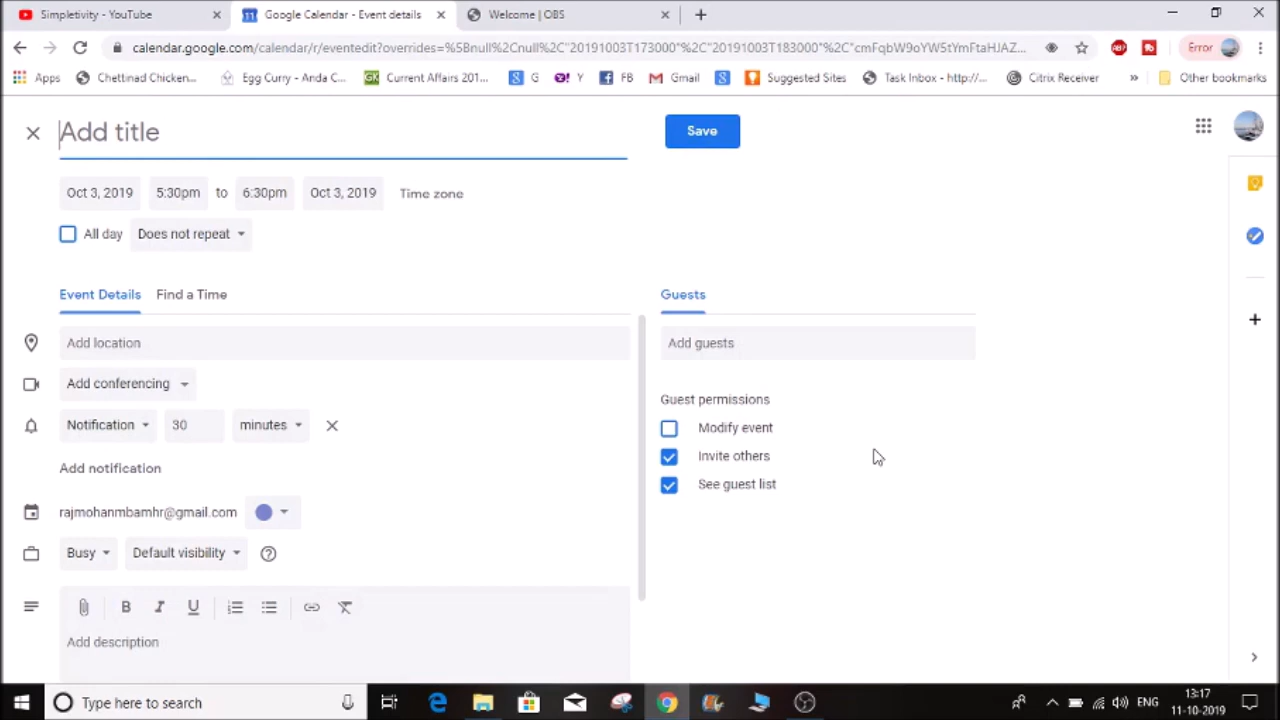 Simpletivity - YouTube
Google Calendar - Event details
Welcome | OBS
calendar.google.com/calendar/r/eventedit?overrides=%5Bnull%2Cnull%2C"20191003T173000"%2C"20191003T183000"%2C"cmFqbW9oYW5tYmFtaHJAZ...
ABP
Error
Apps
Chettinad Chicken...
Egg Curry - Anda C...
GK
Current Affairs 201...
G
Y! Y
FB
Gmail
Suggested Sites
Task Inbox - http://...
Citrix Receiver
»
Other bookmarks
Add title
Save
Oct 3, 2019
5:30pm
to
6:30pm
Oct 3, 2019
Time zone
All day
Does not repeat
Event Details
Find a Time
Guests
Add location
Add guests
Add conferencing
Guest permissions
Notification
30
minutes
Modify event
Invite others
Add notification
See guest list
rajmohanmbamhr@gmail.com
Busy
Default visibility
B I U
Add description
Type here to search
ENG
13:17
11-10-2019